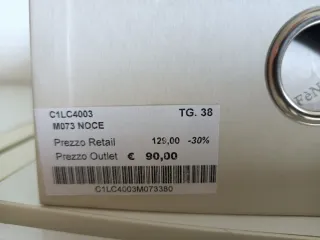 C1LC4003 TG. 38
M073 NOCE
Prezzo Retail 129,00 -30%
Prezzo Outlet € 90,00
C1LC4003M073380